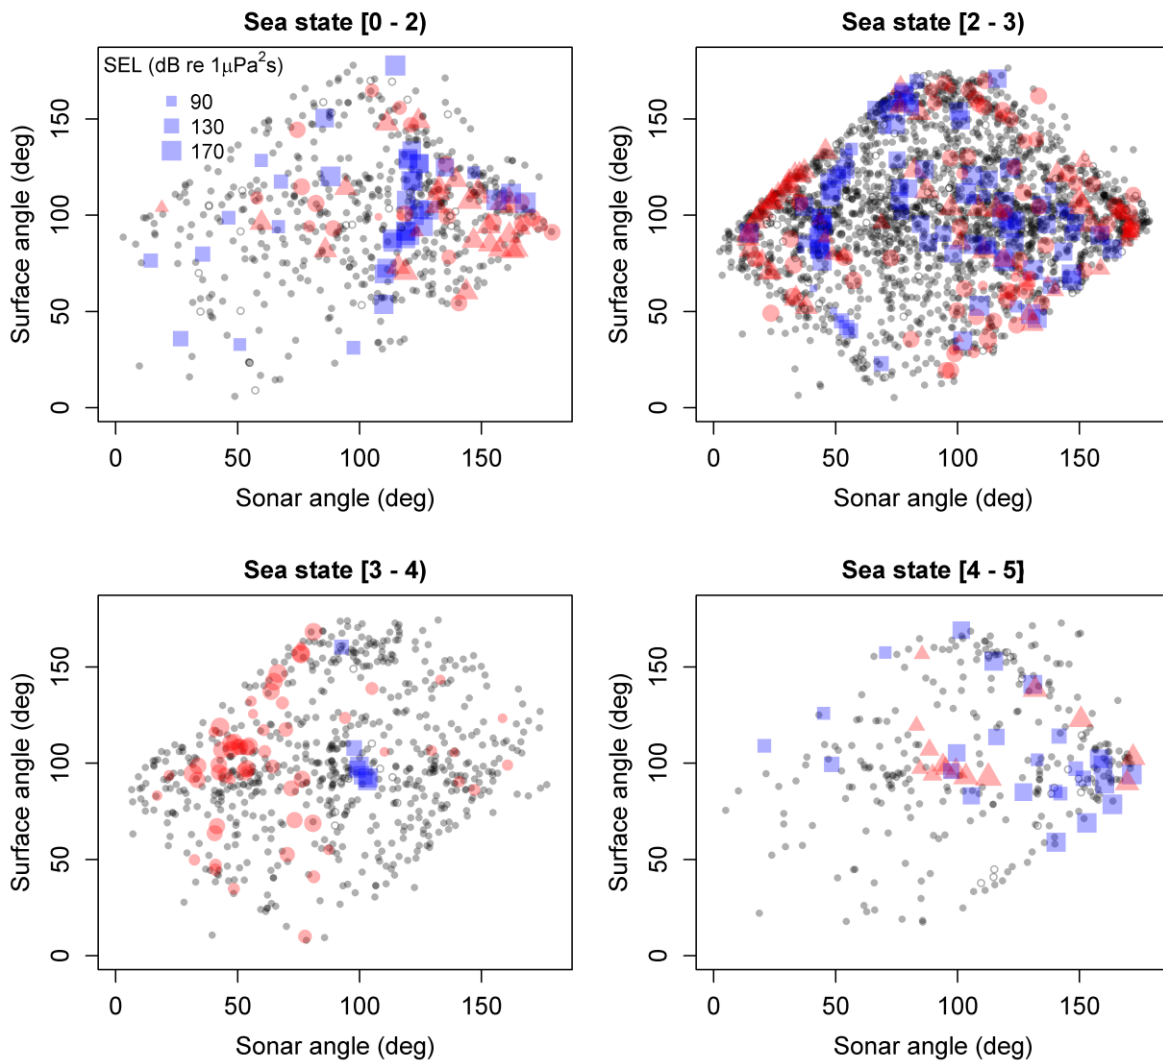 Sea state [0 - 2)
SEL (dB re 1μPa²s)
90
130
170
Surface angle (deg)
0
50
100
150
0
50
100
150
Sonar angle (deg)
Sea state [2 - 3)
Surface angle (deg)
0
50
100
150
0
50
100
150
Sonar angle (deg)
Sea state [3 - 4)
Surface angle (deg)
0
50
100
150
0
50
100
150
Sonar angle (deg)
Sea state [4 - 5]
Surface angle (deg)
0
50
100
150
0
50
100
150
Sonar angle (deg)